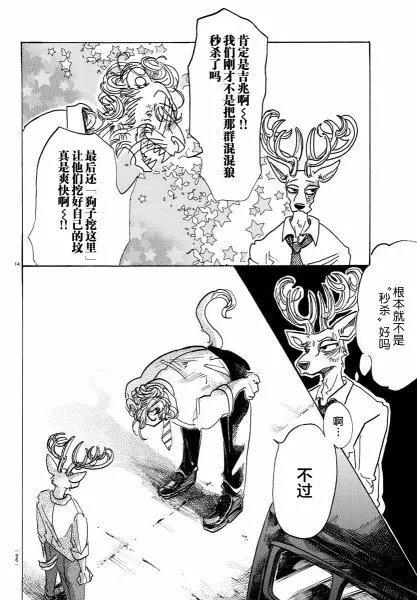 肯定是吉兆啊～!!
我们刚才不是把那群混混狼
秒杀了吗
最后还「狗子挖这里」
让他们挖好自己的坟
真是爽快啊～!!
14
根本就不是
“秒杀”好吗
啊…
不过